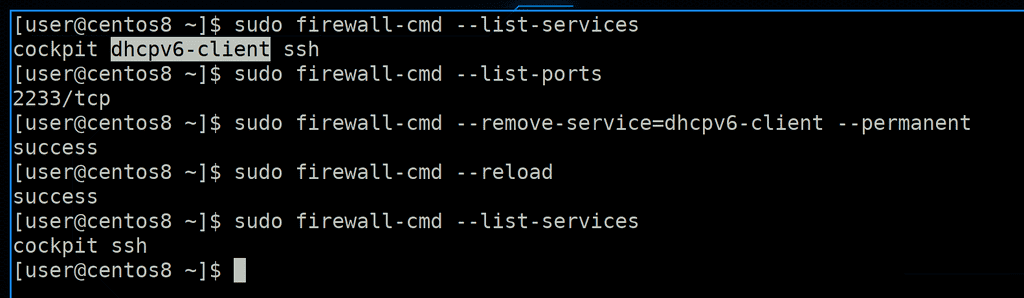 [user@centos8 ~]$ sudo firewall-cmd --list-services
cockpit dhcpv6-client ssh
[user@centos8 ~]$ sudo firewall-cmd --list-ports
2233/tcp
[user@centos8 ~]$ sudo firewall-cmd --remove-service=dhcpv6-client --permanent
success
[user@centos8 ~]$ sudo firewall-cmd --reload
success
[user@centos8 ~]$ sudo firewall-cmd --list-services
cockpit ssh
[user@centos8 ~]$